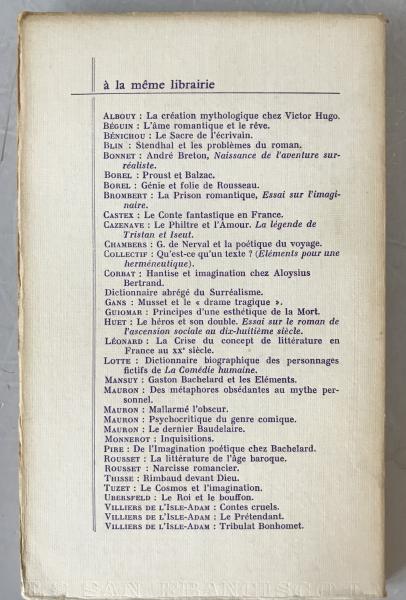 à la même librairie
ALBOUY : La création mythologique chez Victor Hugo.
BÉGUIN : L'âme romantique et le rêve.
BÉNICHOU : Le Sacre de l'écrivain.
BLIN : Stendhal et les problèmes du roman.
BONNET : André Breton, Naissance de l'aventure sur-
réaliste.
BOREL : Proust et Balzac.
BOREL : Génie et folie de Rousseau.
BROMBERT : La Prison romantique, Essai sur l'imagi-
naire.
CASTEX : Le Conte fantastique en France.
CAZENAVE : Le Philtre et l'Amour. La légende de
Tristan et Iseut.
CHAMBERS : G. de Nerval et la poétique du voyage.
COLLECTIF : Qu'est-ce qu'un texte ? (Eléments pour une
herméneutique).
CORBAT : Hantise et imagination chez Aloysius
Bertrand.
Dictionnaire abrégé du Surréalisme.
GANS : Musset et le « drame tragique ».
GUIOMAR : Principes d'une esthétique de la Mort.
HUET : Le héros et son double. Essai sur le roman de
l'ascension sociale au dix-huitième siècle.
LÉONARD : La Crise du concept de littérature en
France au XXe siècle.
LOTTE : Dictionnaire biographique des personnages
fictifs de La Comédie humaine.
MANSUY : Gaston Bachelard et les Eléments.
MAURON : Des métaphores obsédantes au mythe per-
sonnel.
MAURON : Mallarmé l'obscur.
MAURON : Psychocritique du genre comique.
MAURON : Le dernier Baudelaire.
MONNEROT : Inquisitions.
PIRE : De l'Imagination poétique chez Bachelard.
ROUSSET : La littérature de l'âge baroque.
ROUSSET : Narcisse romancier.
THISSE : Rimbaud devant Dieu.
TUZET : Le Cosmos et l'imagination.
UBERSFELD : Le Roi et le bouffon.
VILLIERS DE L'ISLE-ADAM : Contes cruels.
VILLIERS DE L'ISLE-ADAM : Le Prétendant.
VILLIERS DE L'ISLE-ADAM : Tribulat Bonhomet.
SAN FRANCISCO